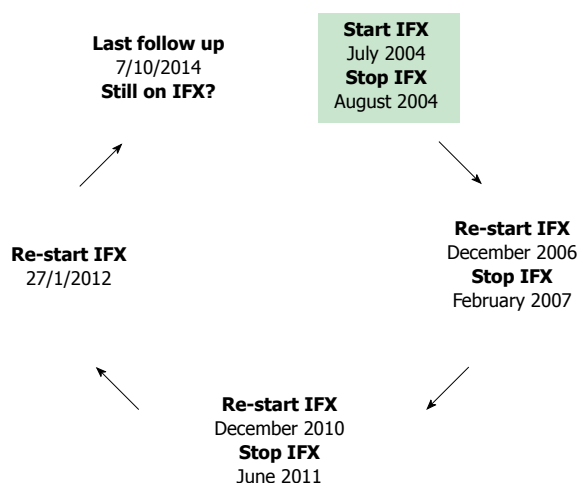 Start IFX
July 2004
Stop IFX
August 2004
Re-start IFX
December 2006
Stop IFX
February 2007
Re-start IFX
December 2010
Stop IFX
June 2011
Re-start IFX
27/1/2012
Last follow up
7/10/2014
Still on IFX?